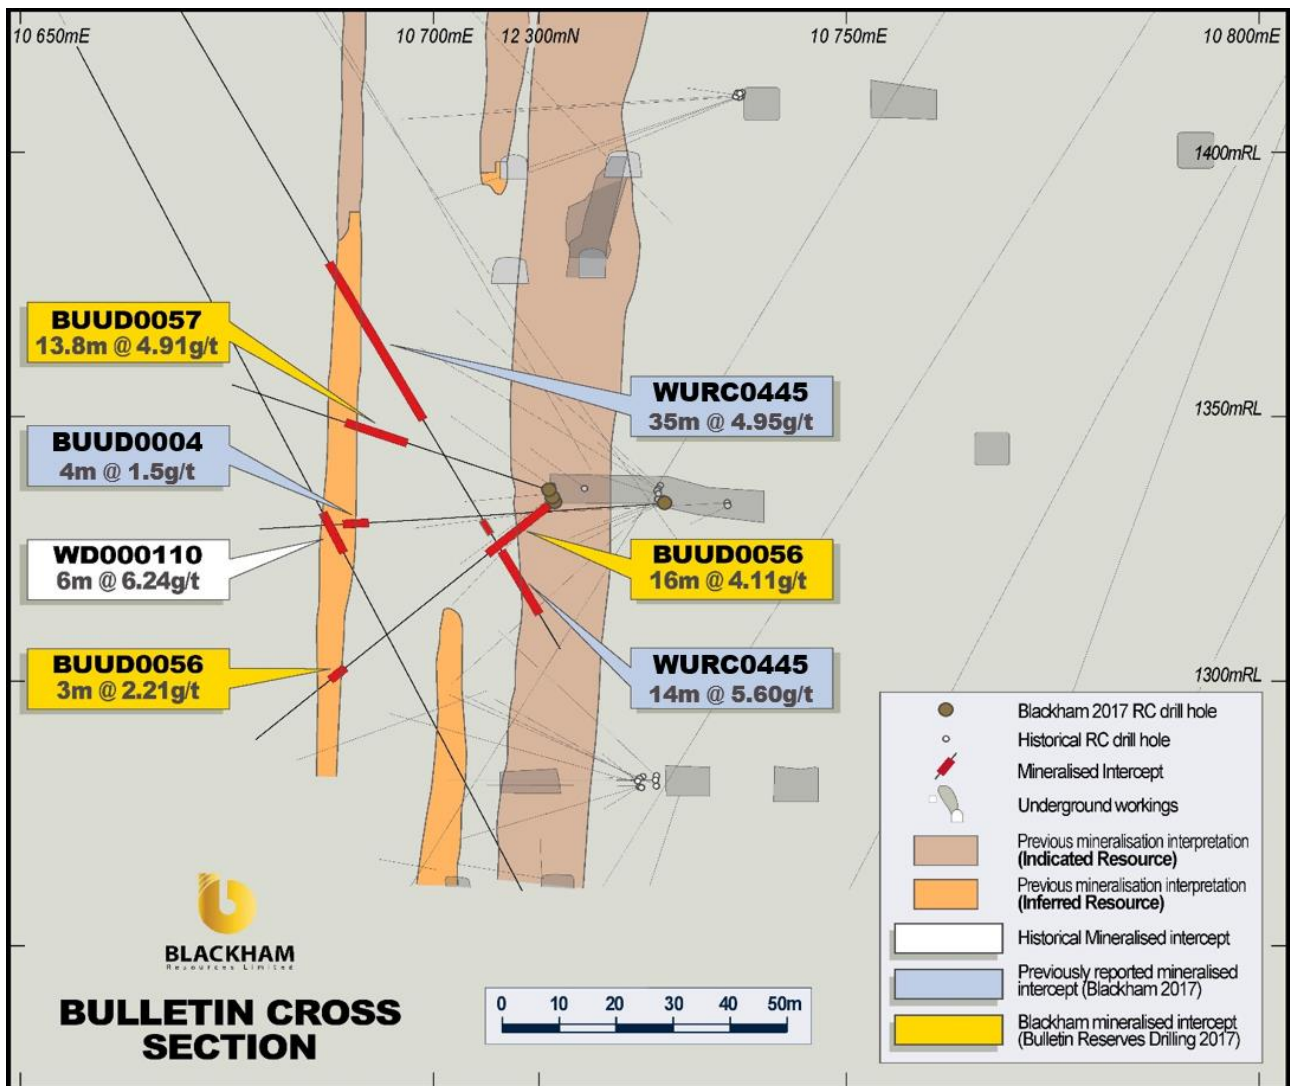 10 650mE
10 700mE
12 300mN
10 750mE
10 800mE
1400mRL
BUUD0057
13.8m @ 4.91g/t
WURC0445
35m @ 4.95g/t
1350mRL
BUUD0004
4m @ 1.5g/t
WD000110
6m @ 6.24g/t
BUUD0056
16m @ 4.11g/t
BUUD0056
3m @ 2.21g/t
WURC0445
14m @ 5.60g/t
1300mRL
Blackham 2017 RC drill hole
Historical RC drill hole
Mineralised Intercept
Underground workings
Previous mineralisation interpretation
(Indicated Resource)
Previous mineralisation interpretation
(Inferred Resource)
Historical Mineralised intercept
Previously reported mineralised
intercept (Blackham 2017)
Blackham mineralised intercept
(Bulletin Reserves Drilling 2017)
BLACKHAM
Resources Limited
BULLETIN CROSS
SECTION
0 10 20 30 40 50m